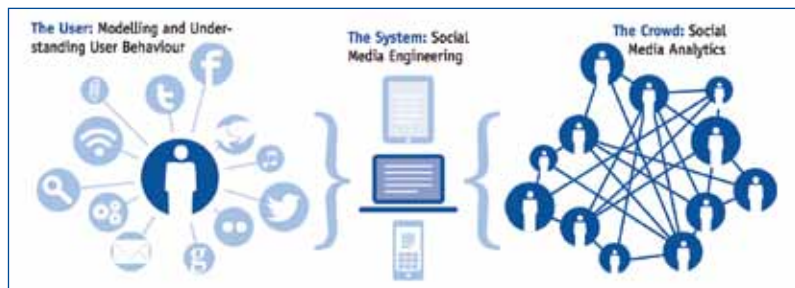 The User: Modelling and Under-
standing User Behaviour
The System: Social
Media Engineering
The Crowd: Social
Media Analytics
f
t
g